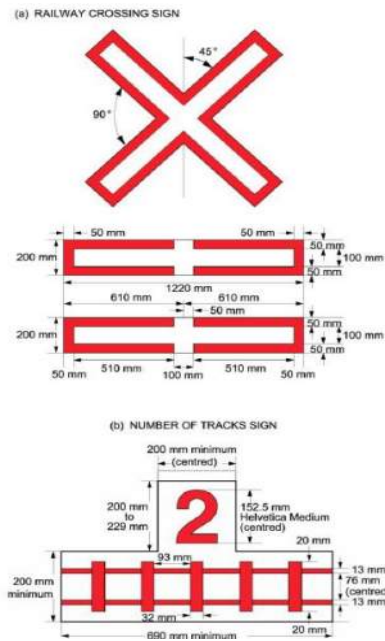 (a) RAILWAY CROSSING SIGN
45°
90°
50 mm
50 mm
200 mm
50 mm
100 mm
50 mm
1220 mm
610 mm
610 mm
50 mm
200 mm
50 mm
100 mm
50 mm
510 mm
510 mm
50 mm
100 mm
50 mm
(b) NUMBER OF TRACKS SIGN
200 mm minimum
(centred)
200 mm
to
229 mm
2
152.5 mm
Helvetica Medium
(centred)
20 mm
93 mm
200 mm
minimum
13 mm
76 mm
(centred
13 mm
32 mm
20 mm
690 mm minimum